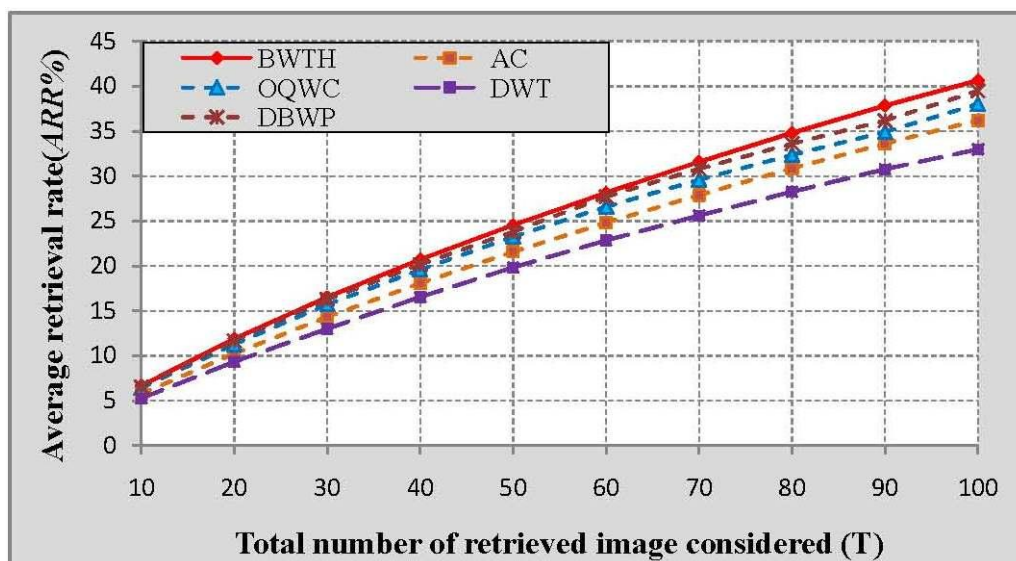 Average retrieval rate(ARR%)
45
40
35
30
25
20
15
10
5
0
BWTH
AC
OQWC
DWT
DBWP
10 20 30 40 50 60 70 80 90 100
Total number of retrieved image considered (T)